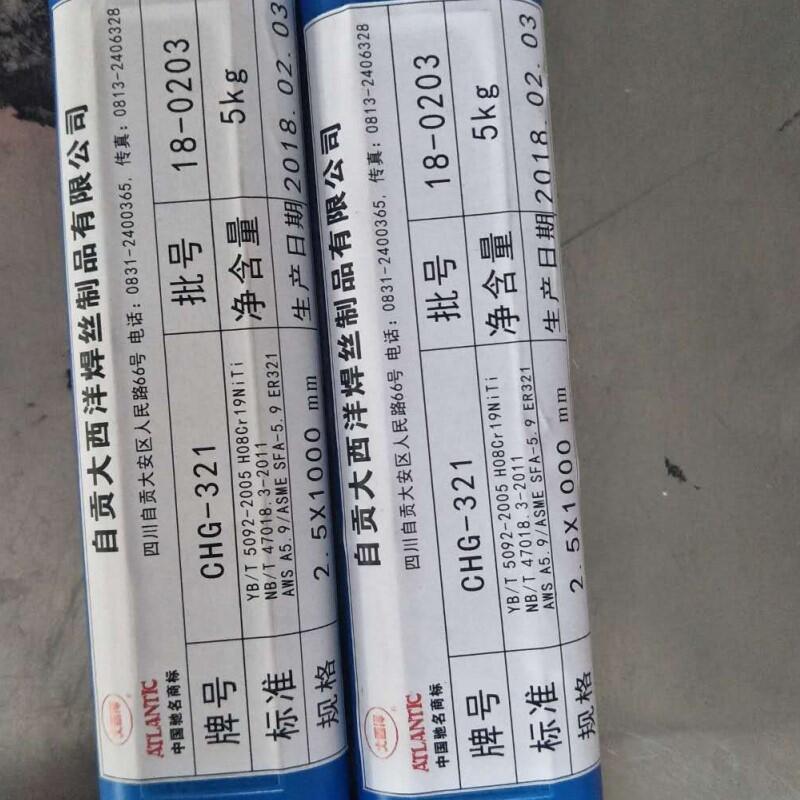 大西洋
ATLANTIC
中国驰名商标
自贡大西洋焊丝制品有限公司
四川自贡大安区人民路66号 电话: 0831-2400365, 传真: 0813-2406328
牌号 CHG-321 批号 18-0203
标准 YB/T 5092-2005 H08Cr19NiTi
NB/T 47018.3-2011
AWS A5.9/ASME SFA-5.9 ER321
净含量 5kg
规格 2.5X1000 mm 生产日期 2018.02.03
大西洋
ATLANTIC
中国驰名商标
自贡大西洋焊丝制品有限公司
四川自贡大安区人民路66号 电话: 0831-2400365, 传真: 0813-2406328
牌号 CHG-321 批号 18-0203
标准 YB/T 5092-2005 H08Cr19NiTi
NB/T 47018.3-2011
AWS A5.9/ASME SFA-5.9 ER321
净含量 5kg
规格 2.5X1000 mm 生产日期 2018.02.03